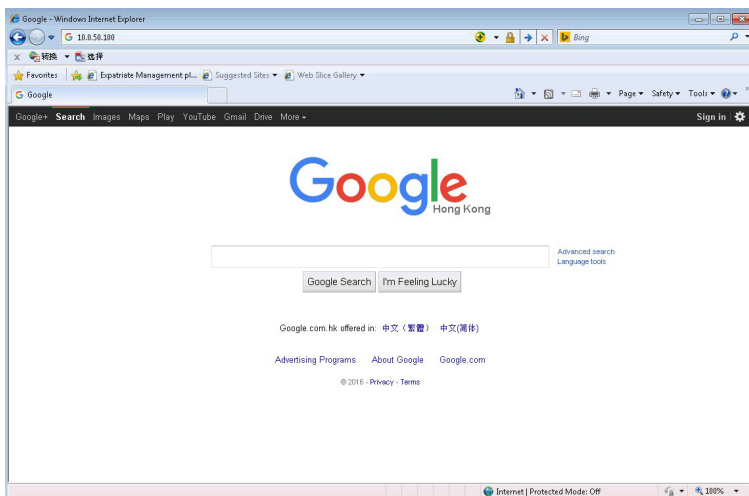 Google - Windows Internet Explorer
10.0.50.100
Bing
转换 选择
Favorites Expatriate Management pl... Suggested Sites Web Slice Gallery
Google Page Safety Tools
Google+ Search Images Maps Play YouTube Gmail Drive More Sign in
Google
Hong Kong
Advanced search
Language tools
Google Search I'm Feeling Lucky
Google.com.hk offered in: 中文（繁體） 中文(简体)
Advertising Programs About Google Google.com
© 2016 - Privacy - Terms
Internet | Protected Mode: Off 100%